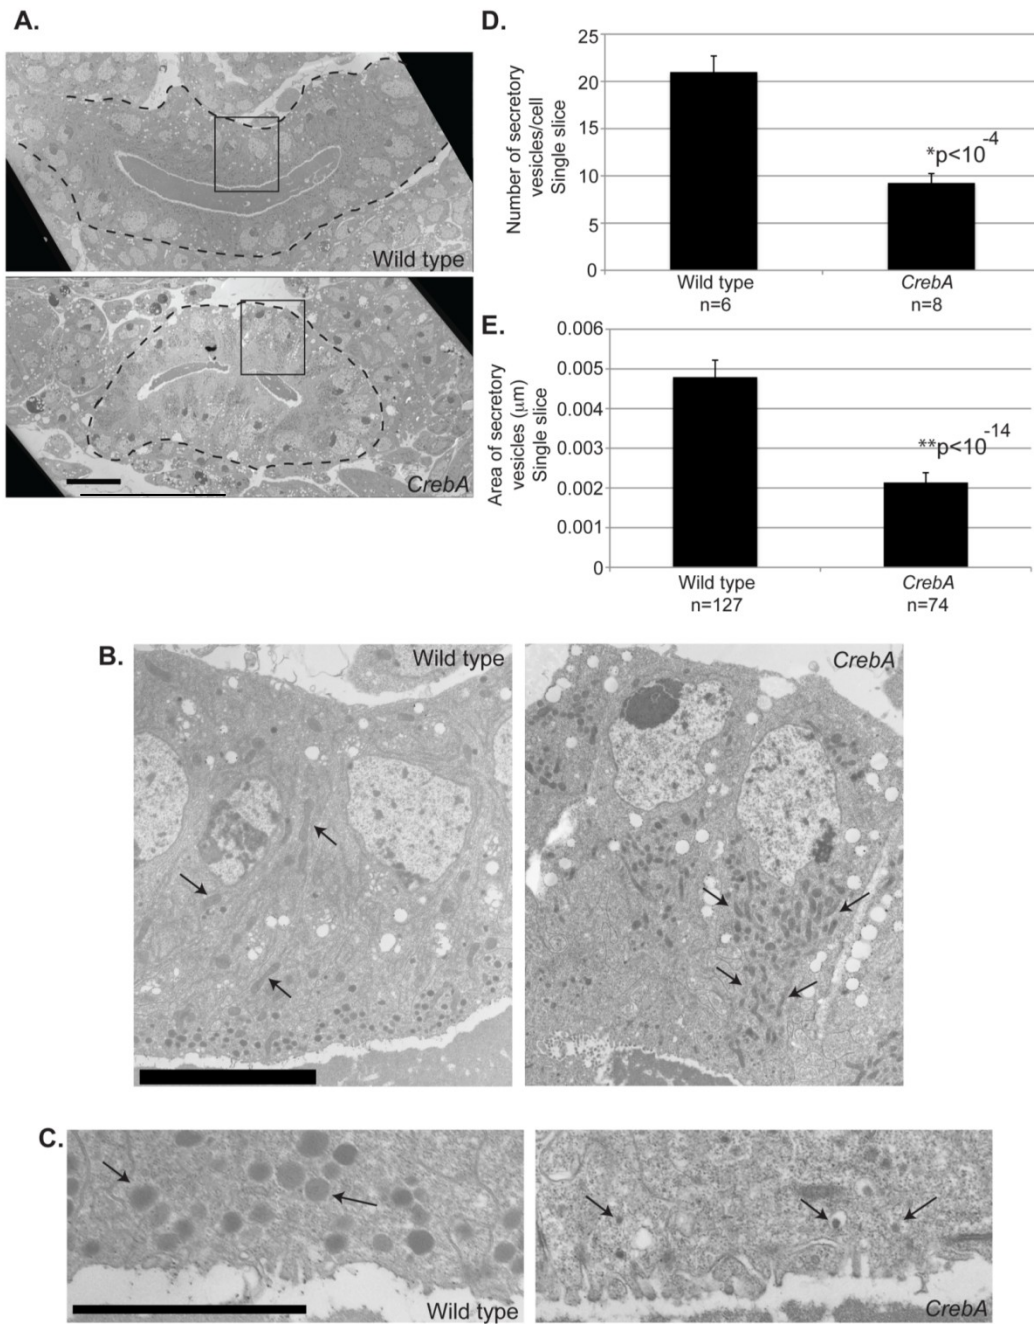 A.
Wild type
CrebA
D.
Number of secretory
vesicles/cell
Single slice
25
20
15
10
5
0
*p<10⁻⁴
Wild type
n=6
CrebA
n=8
E.
Area of secretory
vesicles (μm)
Single slice
0.006
0.005
0.004
0.003
0.002
0.001
0
**p<10⁻¹⁴
Wild type
n=127
CrebA
n=74
B.
Wild type
CrebA
C.
Wild type
CrebA